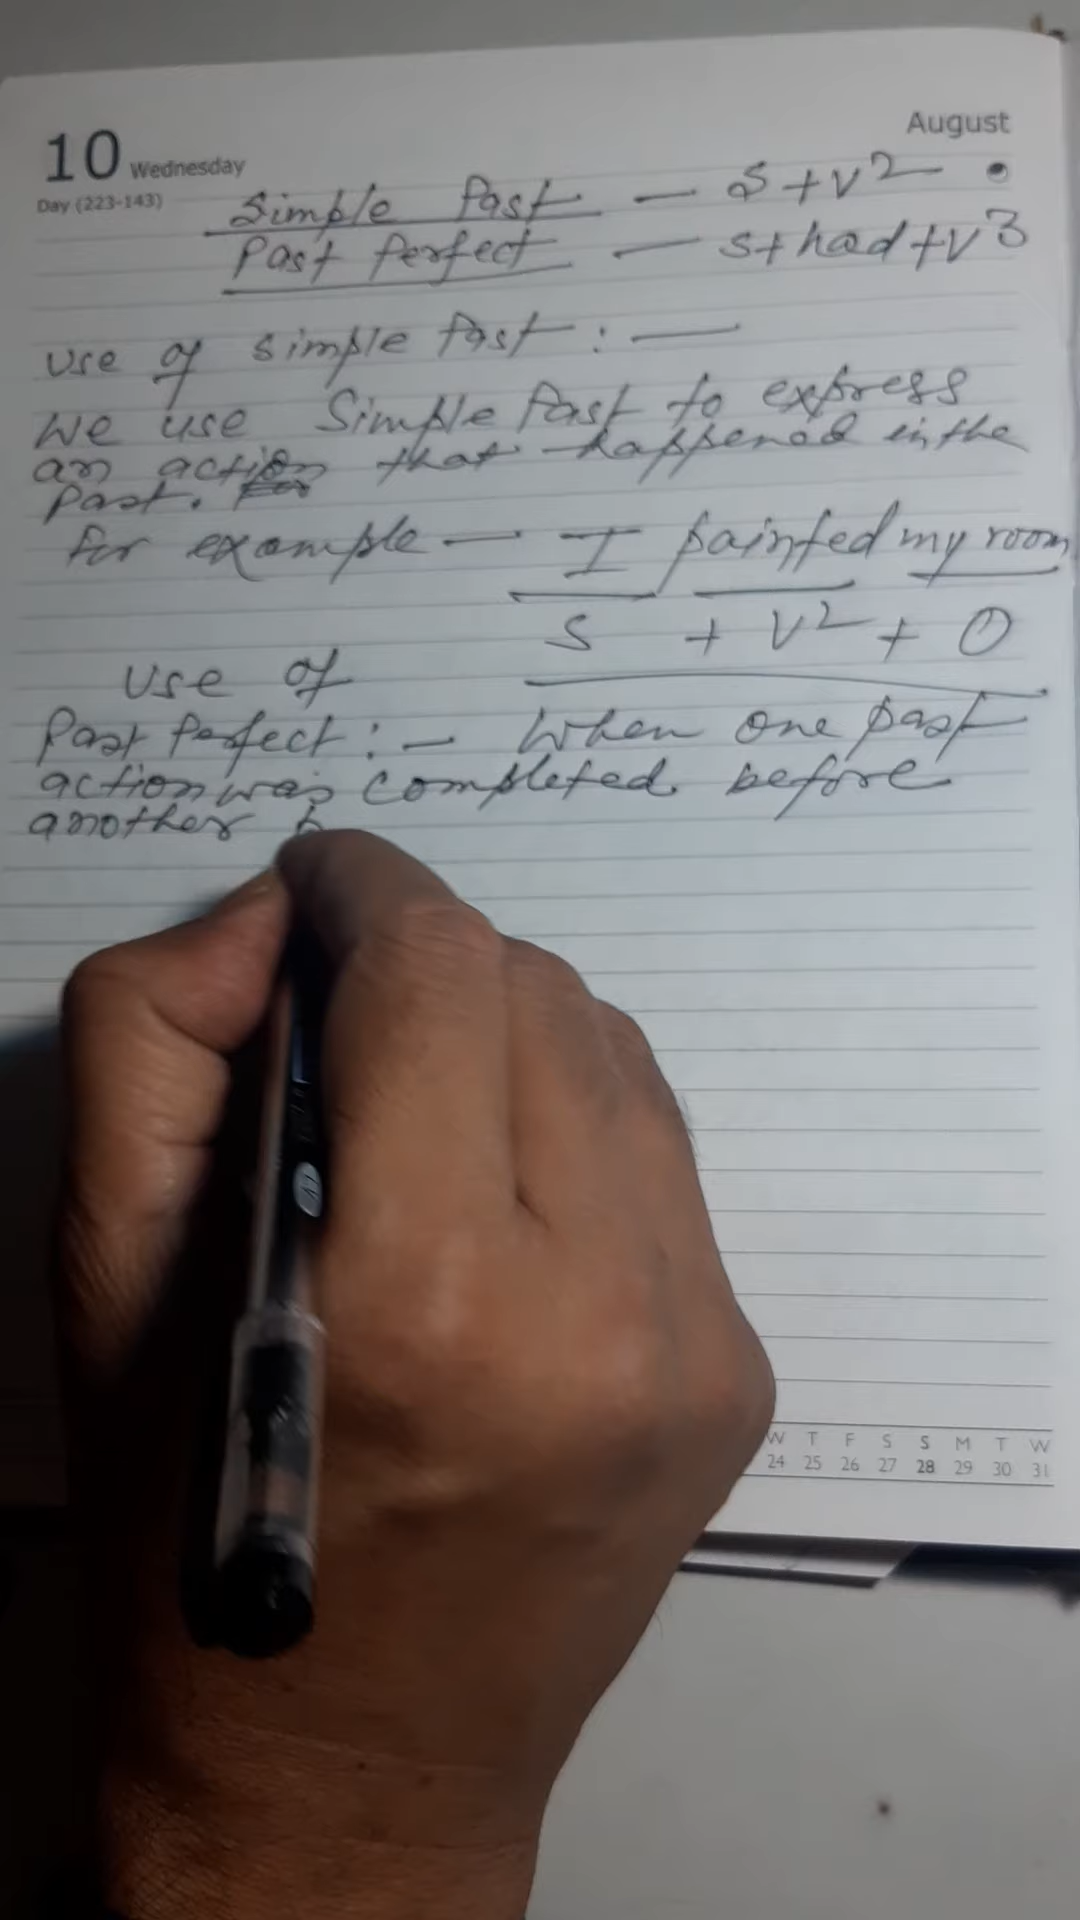 10 Wednesday
August
Day (223-143)
Simple Past — S+V2
Past Perfect — S+had+V3
Use of Simple Past : —
We use Simple Past to express
an action that happened in the
Past.
For example — I painted my room
S + V2 + O
Use of
Past Perfect : — When one past
action was completed before
another
W T F S S M T W
24 25 26 27 28 29 30 31